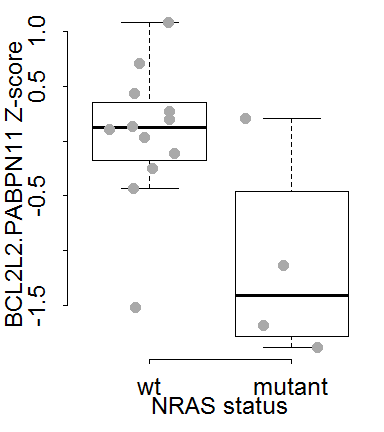 BCL2L2.PABPN11 Z-score
1.0
0.5
-0.5
-1.5
wt
mutant
NRAS status